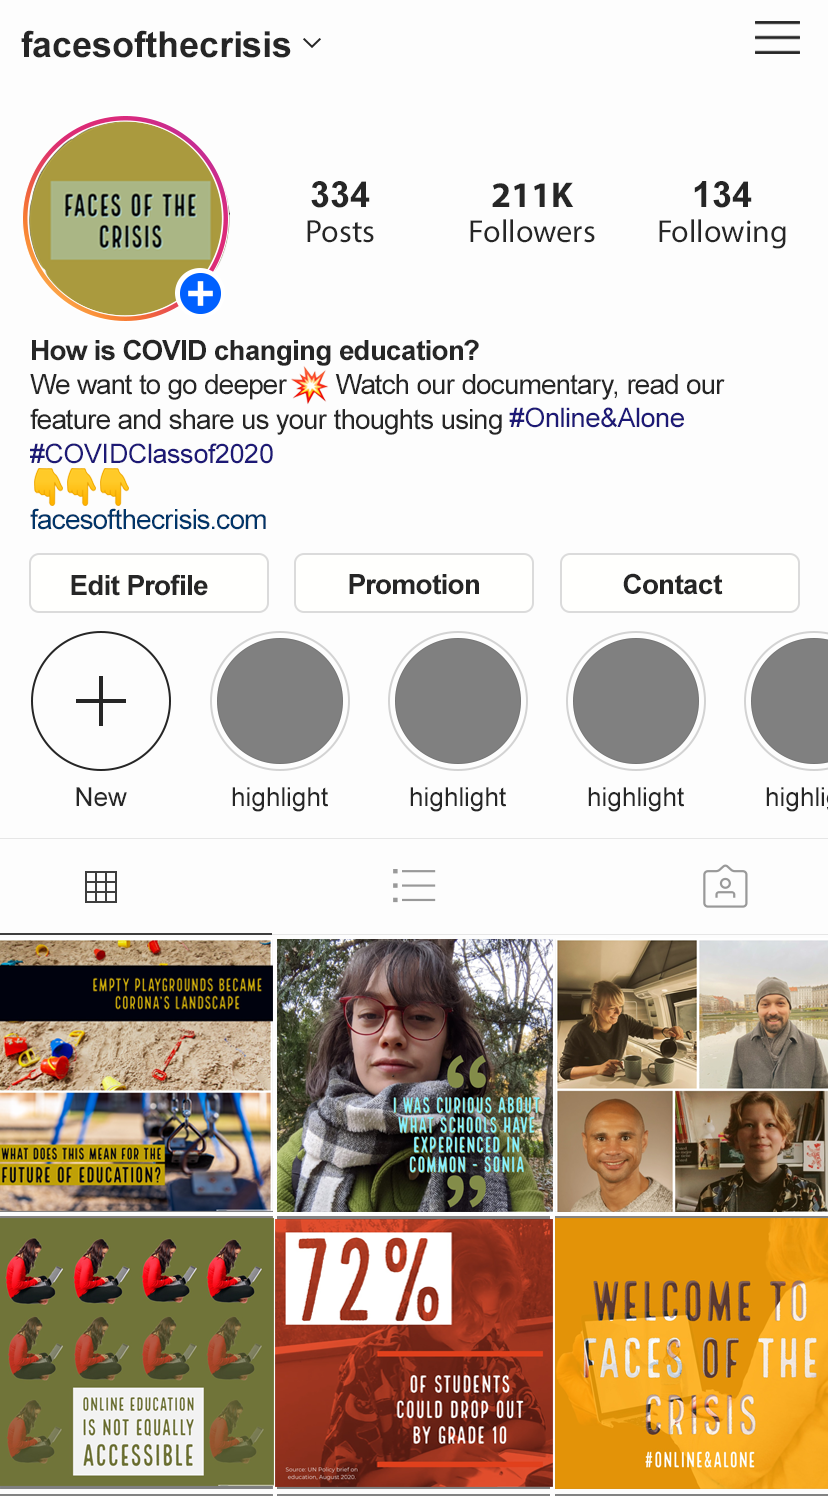 facesofthecrisis
FACES OF THE
CRISIS
334
Posts
211K
Followers
134
Following
How is COVID changing education?
We want to go deeper 💥 Watch our documentary, read our
feature and share us your thoughts using #Online&Alone
#COVIDClassof2020
👇👇👇
facesofthecrisis.com
Edit Profile
Promotion
Contact
New
highlight
highlight
highlight
highli
EMPTY PLAYGROUNDS BECAME
CORONA'S LANDSCAPE
WHAT DOES THIS MEAN FOR THE
FUTURE OF EDUCATION?
“
I WAS CURIOUS ABOUT
WHAT SCHOOLS HAVE
EXPERIENCED IN
COMMON - SONIA
”
ONLINE EDUCATION
IS NOT EQUALLY
ACCESSIBLE
72%
OF STUDENTS
COULD DROP OUT
BY GRADE 10
Source: UN Policy brief on
education, August 2020.
WELCOME TO
FACES OF THE
CRISIS
#ONLINE&ALONE